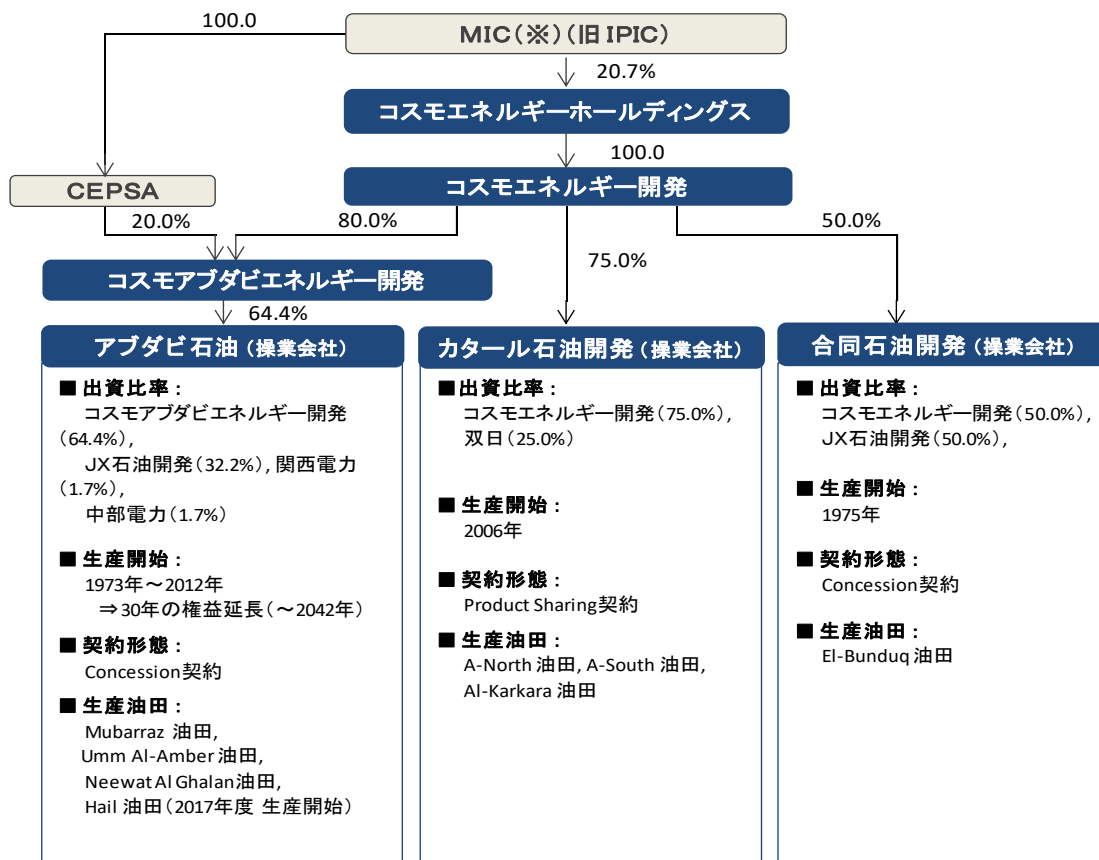 100.0
MIC(※)(旧IPIC)
20.7%
コスモエネルギーホールディングス
100.0
CEPSA
コスモエネルギー開発
20.0%
80.0%
50.0%
75.0%
コスモアブダビエネルギー開発
64.4%
アブダビ石油(操業会社)
■ 出資比率:
コスモアブダビエネルギー開発
(64.4%),
JX石油開発(32.2%), 関西電力
(1.7%),
中部電力(1.7%)
■ 生産開始:
1973年～2012年
⇒30年の権益延長(～2042年)
■ 契約形態:
Concession契約
■ 生産油田:
Mubarraz 油田,
Umm Al-Amber 油田,
Neewat Al Ghalan油田,
Hail 油田(2017年度 生産開始)
カタール石油開発(操業会社)
■ 出資比率:
コスモエネルギー開発(75.0%),
双日(25.0%)
■ 生産開始:
2006年
■ 契約形態:
Product Sharing契約
■ 生産油田:
A-North 油田, A-South 油田,
Al-Karkara 油田
合同石油開発(操業会社)
■ 出資比率:
コスモエネルギー開発(50.0%),
JX石油開発(50.0%),
■ 生産開始:
1975年
■ 契約形態:
Concession契約
■ 生産油田:
El-Bunduq 油田